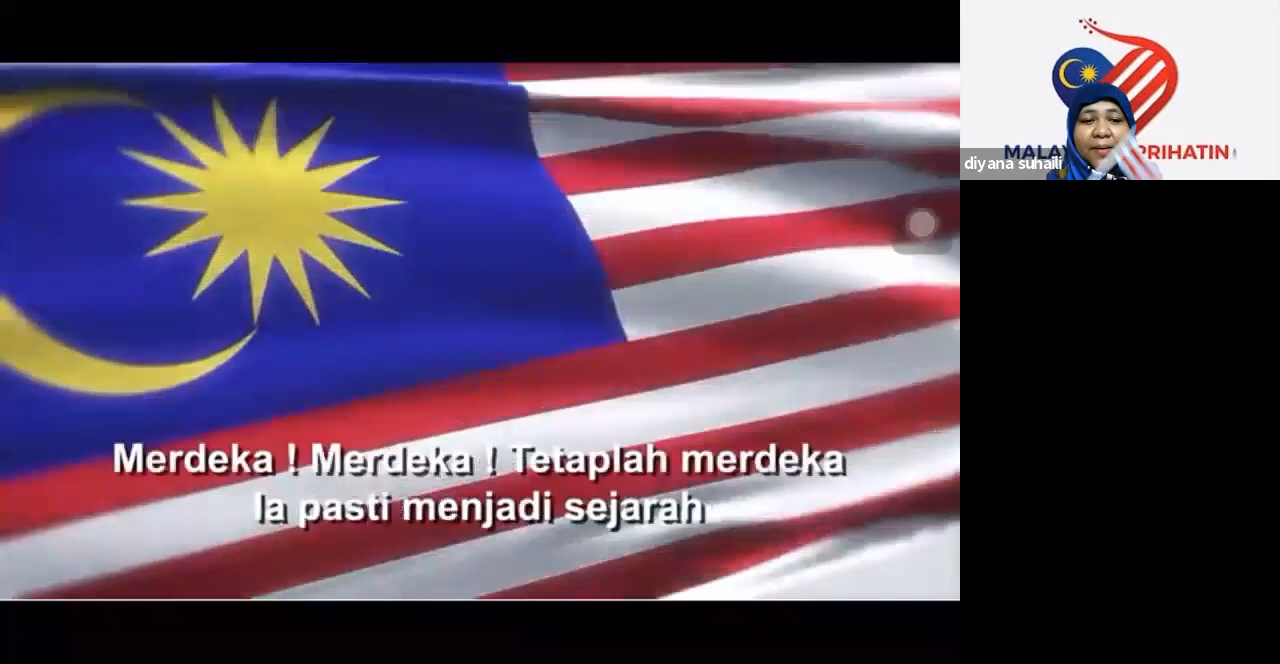 Merdeka ! Merdeka ! Tetaplah merdeka
Ia pasti menjadi sejarah
diyana suhaili
PRIHATIN